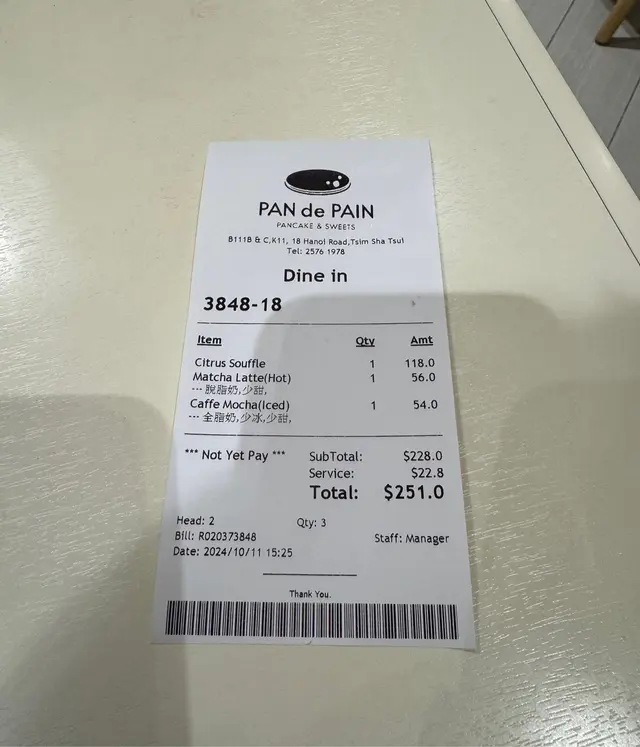 PAN de PAIN
PANCAKE & SWEETS
B111B & C,K11, 18 Hanoi Road,Tsim Sha Tsui
Tel: 2576 1978
Dine in
3848-18
Item Qty Amt
Citrus Souffle 1 118.0
Matcha Latte(Hot) 1 56.0
--- 脫脂奶,少甜,
Caffe Mocha(Iced) 1 54.0
--- 全脂奶,少冰,少甜,
*** Not Yet Pay *** SubTotal: $228.0
Service: $22.8
Total: $251.0
Head: 2 Qty: 3
Bill: R020373848 Staff: Manager
Date: 2024/10/11 15:25
Thank You.